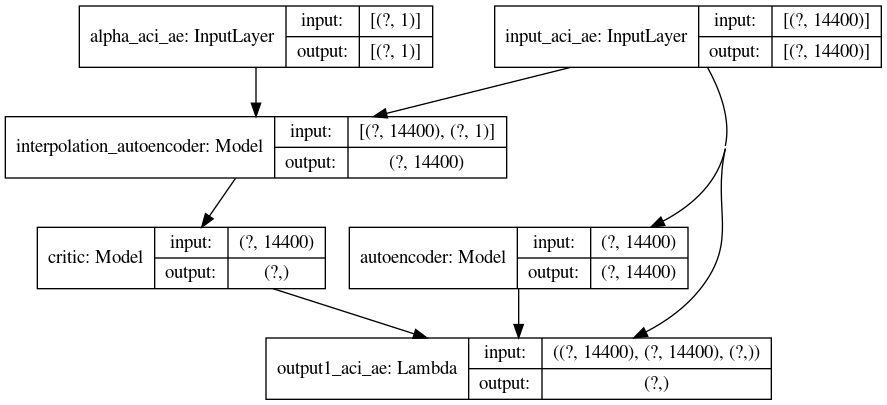 alpha_aci_ae: InputLayer
input:
[(?, 1)]
output:
[(?, 1)]
input_aci_ae: InputLayer
input:
[(?, 14400)]
output:
[(?, 14400)]
interpolation_autoencoder: Model
input:
[(?, 14400), (?, 1)]
output:
(?, 14400)
critic: Model
input:
(?, 14400)
output:
(?,)
autoencoder: Model
input:
(?, 14400)
output:
(?, 14400)
output1_aci_ae: Lambda
input:
((?, 14400), (?, 14400), (?,))
output:
(?,)